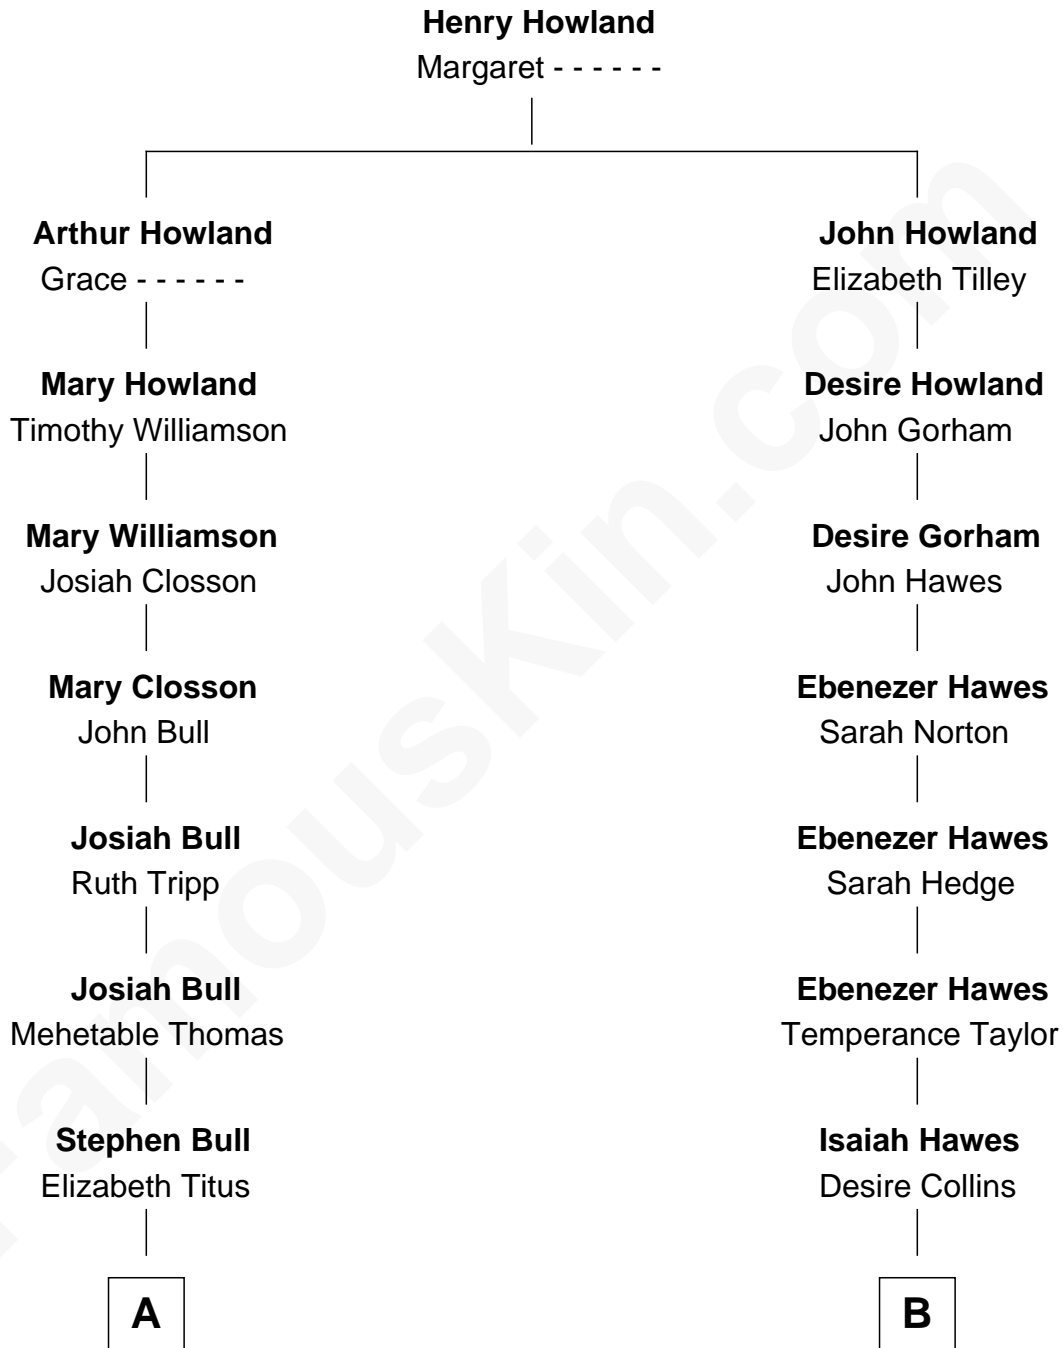 Henry Howland
Margaret - - - - - -
Arthur Howland
Grace - - - - - -
Mary Howland
Timothy Williamson
Mary Williamson
Josiah Closson
Mary Closson
John Bull
Josiah Bull
Ruth Tripp
Josiah Bull
Mehetable Thomas
Stephen Bull
Elizabeth Titus
A
John Howland
Elizabeth Tilley
Desire Howland
John Gorham
Desire Gorham
John Hawes
Ebenezer Hawes
Sarah Norton
Ebenezer Hawes
Sarah Hedge
Ebenezer Hawes
Temperance Taylor
Isaiah Hawes
Desire Collins
B
FamousKin.com